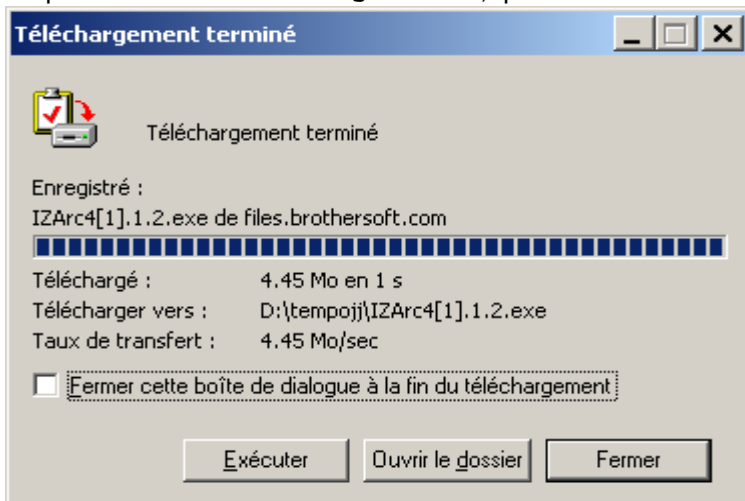 Téléchargement terminé
Téléchargement terminé
Enregistré :
IZArc4[1].1.2.exe de files.brothersoft.com
Téléchargé : 4.45 Mo en 1 s
Télécharger vers : D:\tempojj\IZArc4[1].1.2.exe
Taux de transfert : 4.45 Mo/sec
Fermer cette boîte de dialogue à la fin du téléchargement
Exécuter Ouvrir le dossier Fermer